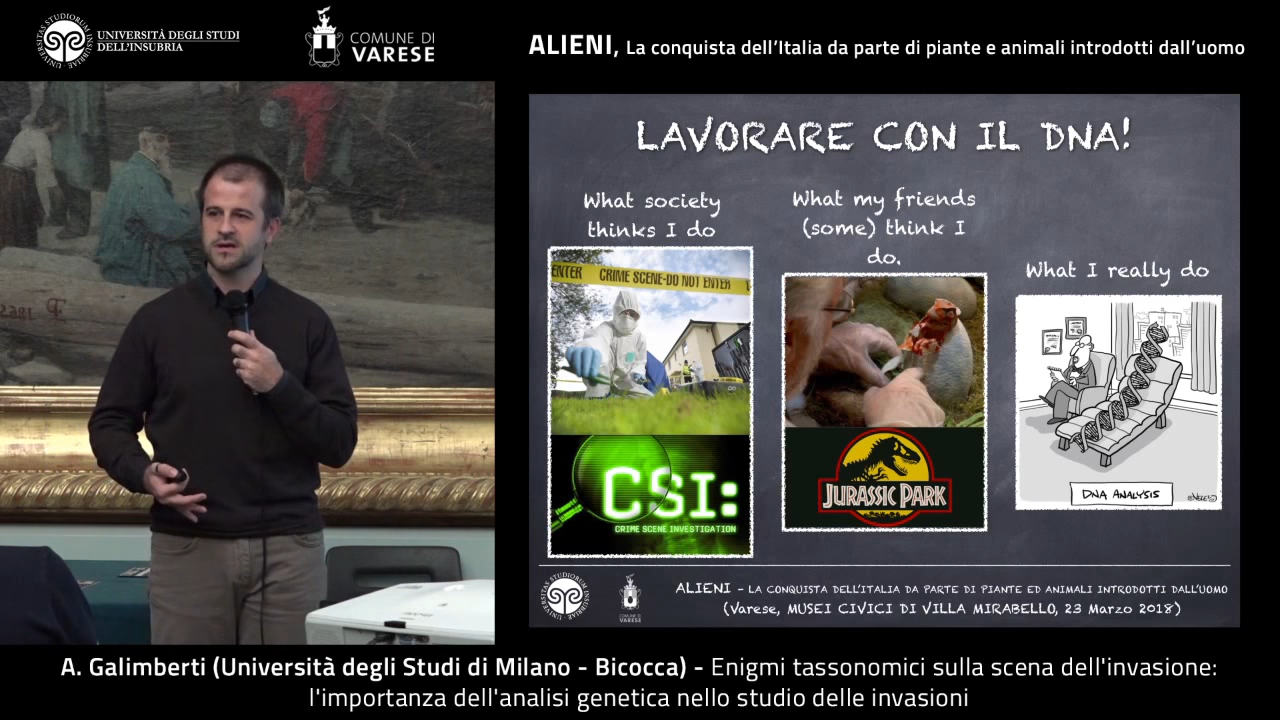 UNIVERSITÀ DEGLI STUDI
DELL'INSUBRIA
COMUNE DI
VARESE
ALIENI, La conquista dell'Italia da parte di piante e animali introdotti dall'uomo
LAVORARE CON IL DNA!
What society
thinks I do
What my friends
(some) think I
do.
What I really do
ENTER CRIME SCENE-DO NOT ENTER
CSI:
CRIME SCENE INVESTIGATION
JURASSIC PARK
DNA ANALYSIS
ALIENI - LA CONQUISTA DELL'ITALIA DA PARTE DI PIANTE ED ANIMALI INTRODOTTI DALL'UOMO
(Varese, MUSEI CIVICI DI VILLA MIRABELLO, 23 Marzo 2018)
COMUNE DI
VARESE
A. Galimberti (Università degli Studi di Milano - Bicocca) - Enigmi tassonomici sulla scena dell'invasione:
l'importanza dell'analisi genetica nello studio delle invasioni